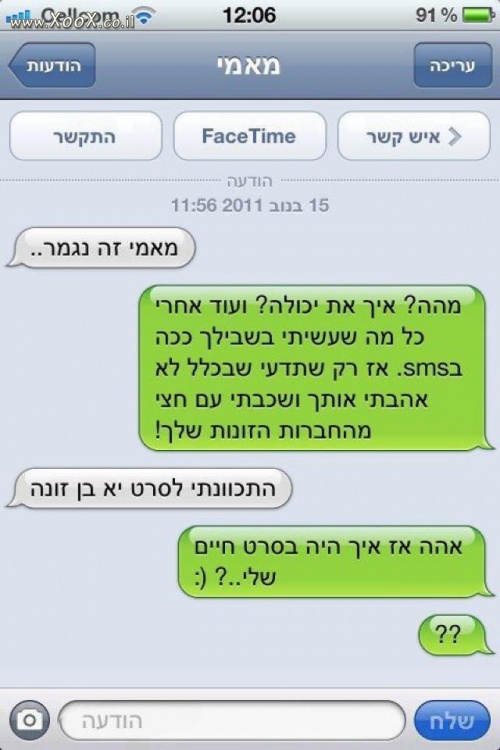 Cellcom
www.XooX.co.il
12:06
91 %
הודעות
מאמי
עריכה
התקשר
FaceTime
איש קשר
הודעה
15 בנוב 2011 11:56
מאמי זה נגמר..
מהה? איך את יכולה? ועוד אחרי
כל מה שעשיתי בשבילך ככה
בsms. אז רק שתדעי שבכלל לא
אהבתי אותך ושכבתי עם חצי
מהחברות הזונות שלך!
התכוונתי לסרט יא בן זונה
אהה אז איך היה בסרט חיים
שלי..? (:
??
הודעה
שלח